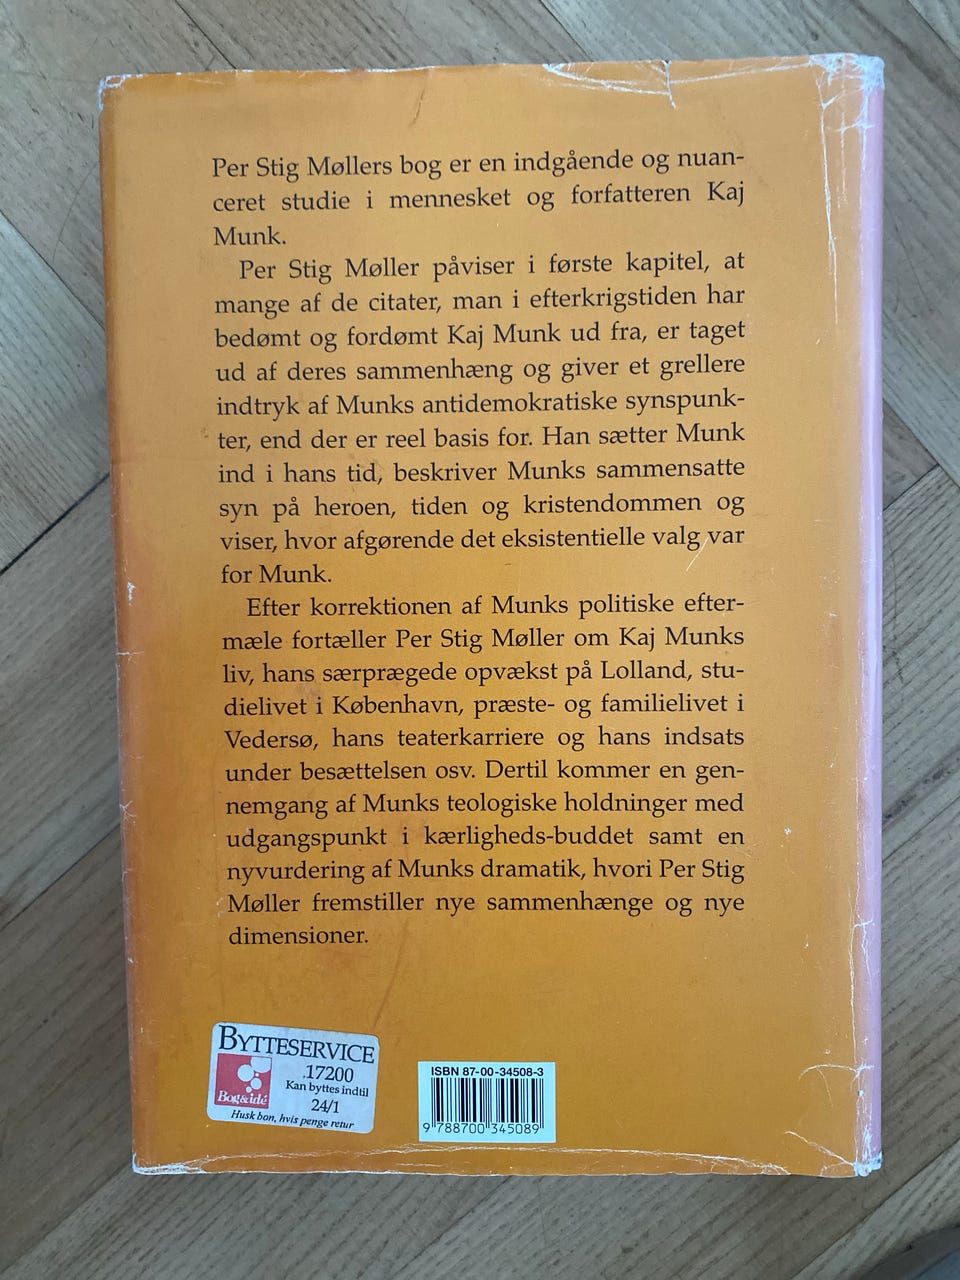 Per Stig Møllers bog er en indgående og nuan-
ceret studie i mennesket og forfatteren Kaj
Munk.
Per Stig Møller påviser i første kapitel, at
mange af de citater, man i efterkrigstiden har
bedømt og fordømt Kaj Munk ud fra, er taget
ud af deres sammenhæng og giver et grellere
indtryk af Munks antidemokratiske synspunk-
ter, end der er reel basis for. Han sætter Munk
ind i hans tid, beskriver Munks sammensatte
syn på heroen, tiden og kristendommen og
viser, hvor afgørende det eksistentielle valg var
for Munk.
Efter korrektionen af Munks politiske efter-
mæle fortæller Per Stig Møller om Kaj Munks
liv, hans særprægede opvækst på Lolland, stu-
dielivet i København, præste- og familielivet i
Vedersø, hans teaterkarriere og hans indsats
under besættelsen osv. Dertil kommer en gen-
nemgang af Munks teologiske holdninger med
udgangspunkt i kærligheds-buddet samt en
nyvurdering af Munks dramatik, hvori Per Stig
Møller fremstiller nye sammenhænge og nye
dimensioner.
BYTTESERVICE
.17200
Kan byttes indtil
24/1
Bog&idé
Husk bon, hvis penge retur
ISBN 87-00-34508-3
9 788700 345089